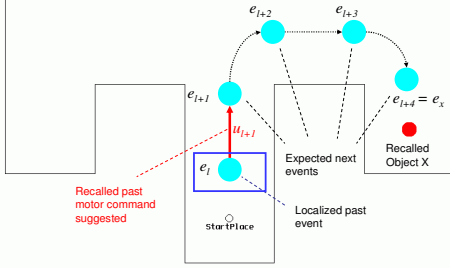 e_{l+2}
e_{l+3}
e_{l+1}
e_{l+4} = e_x
u_{l+1}
Recalled
Object X
Expected next
events
e_l
Recalled past
motor command
suggested
Localized past
event
StartPlace